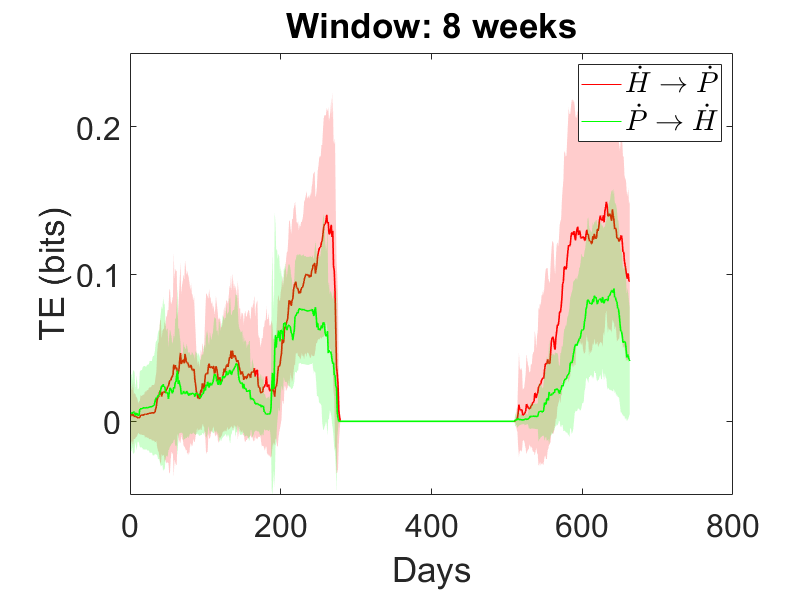 Window: 8 weeks
Ḣ → Ṗ
Ṗ → Ḣ
TE (bits)
0.2
0.1
0
0 200 400 600 800
Days